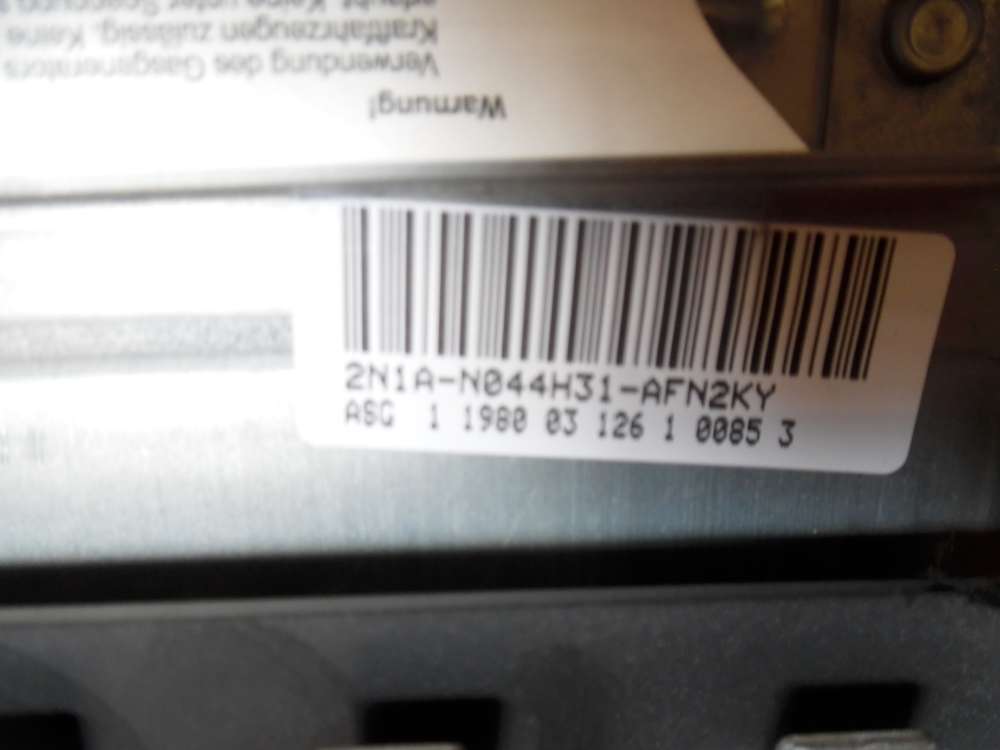 Warnung!
Verwendung des Gasgenerators
Kraftfahrzeugen zulässig. Keine
2N1A-N044H31-AFN2KY
ASG 1 1980 03 126 1 0085 3